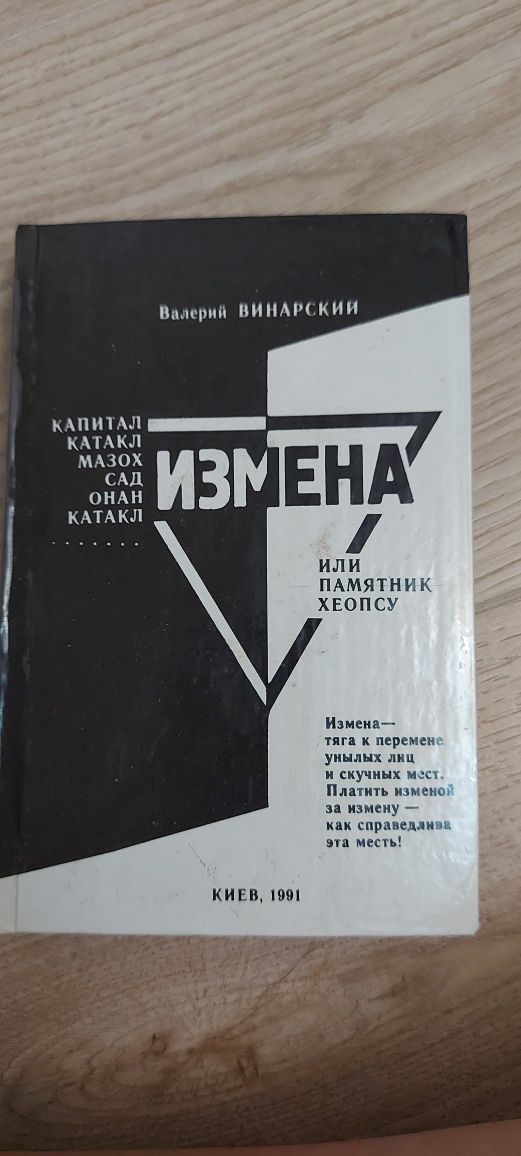 Валерий ВИНАРСКИЙ
КАПИТАЛ
КАТАКЛ
МАЗОХ
САД
ОНАН
КАТАКЛ
.......
ИЗМЕНА
ИЛИ
ПАМЯТНИК
ХЕОПСУ
Измена—
тяга к перемене
унылых лиц
и скучных мест.
Платить изменой
за измену —
как справедлива
эта месть!
КИЕВ, 1991